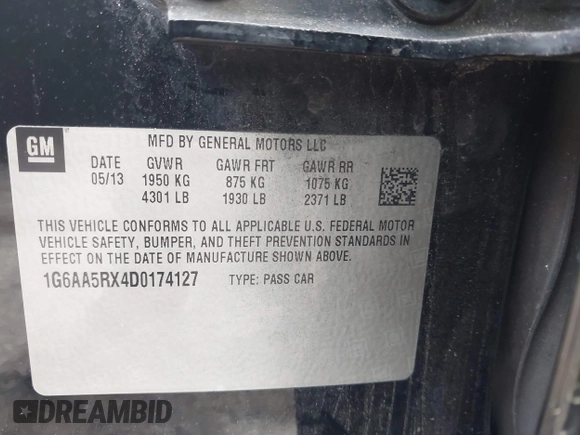 GM
MFD BY GENERAL MOTORS LLC
DATE GVWR GAWR FRT GAWR RR
05/13 1950 KG 875 KG 1075 KG
4301 LB 1930 LB 2371 LB
THIS VEHICLE CONFORMS TO ALL APPLICABLE U.S. FEDERAL MOTOR
VEHICLE SAFETY, BUMPER, AND THEFT PREVENTION STANDARDS IN
EFFECT ON THE DATE OF MANUFACTURE SHOWN ABOVE.
1G6AA5RX4D0174127 TYPE: PASS CAR
DREAMBID